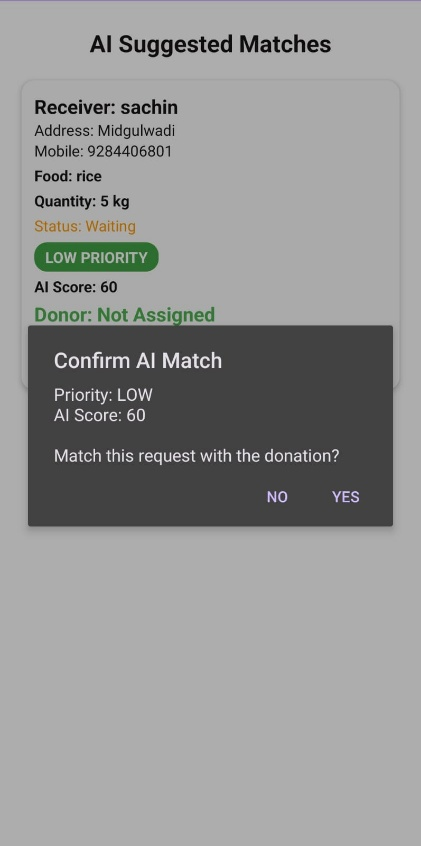 AI Suggested Matches
Receiver: sachin
Address: Midgulwadi
Mobile: 9284406801
Food: rice
Quantity: 5 kg
Status: Waiting
LOW PRIORITY
AI Score: 60
Donor: Not Assigned
Confirm AI Match
Priority: LOW
AI Score: 60
Match this request with the donation?
NO YES